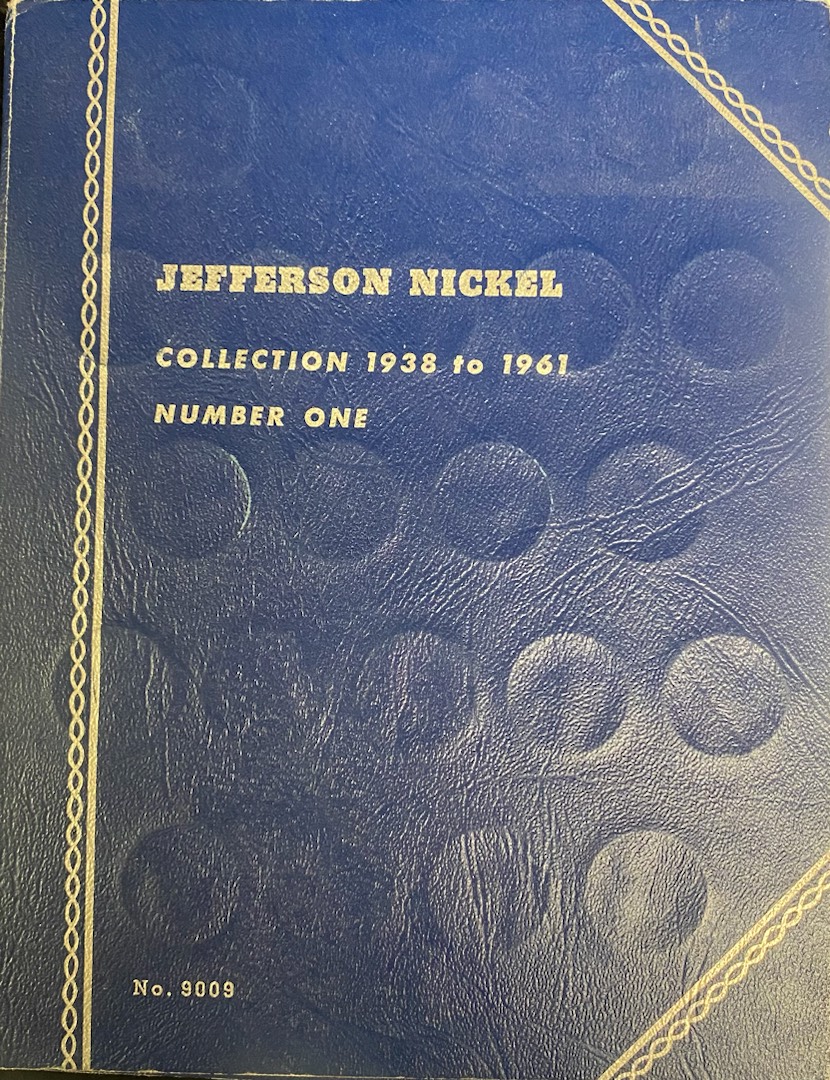 JEFFERSON NICKEL
COLLECTION 1938 to 1961
NUMBER ONE
No. 9009